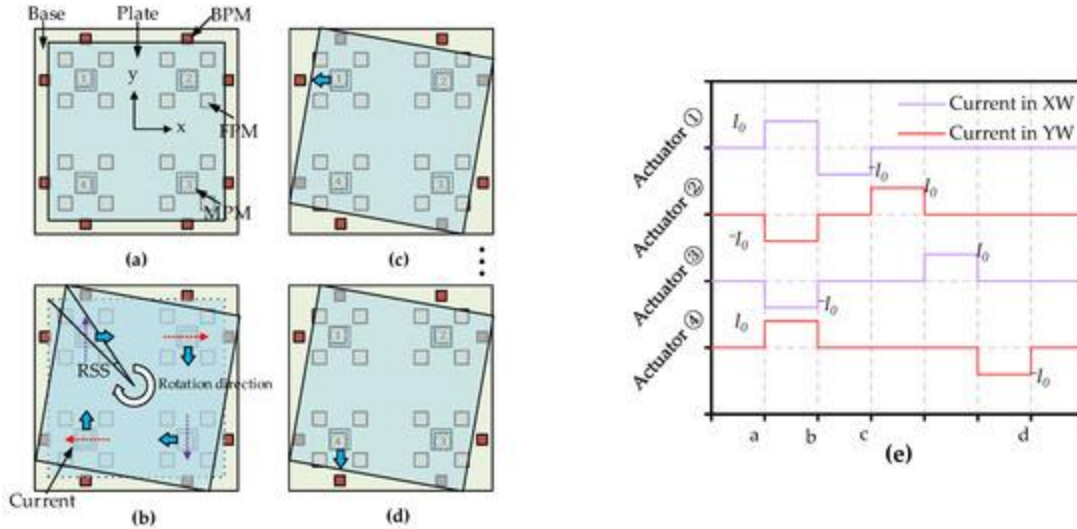 Base
Plate
BPM
y
x
1
2
FPM
4
3
MPM
(a)
1
2
4
3
(c)
RSS
Rotation direction
Current
(b)
1
2
4
3
(d)
Current in XW
Current in YW
Actuator ①
I₀
-I₀
Actuator ②
I₀
-I₀
Actuator ③
I₀
-I₀
Actuator ④
I₀
-I₀
a
b
c
d
(e)